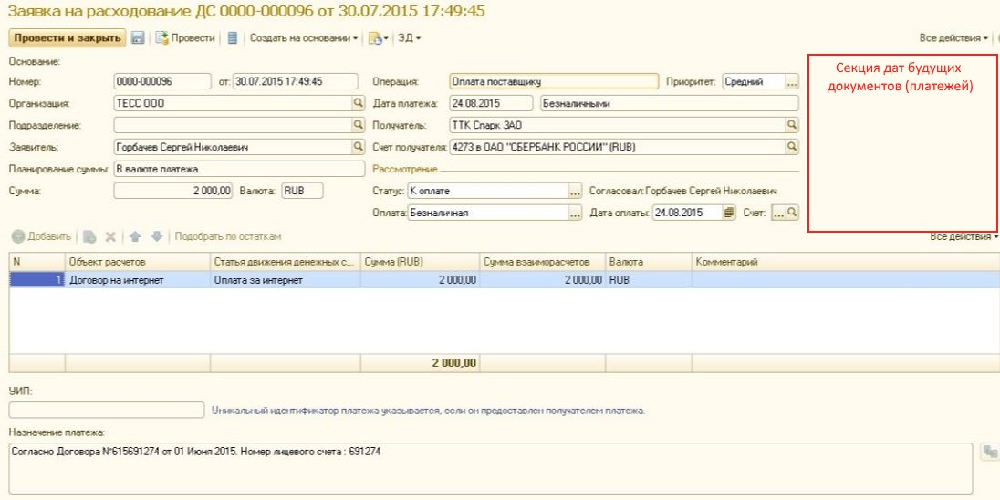 Заявка на расходование ДС 0000-000096 от 30.07.2015 17:49:45
Провести и закрыть Провести Создать на основании ЭД Все действия
Основание:
Номер: 0000-000096 от: 30.07.2015 17:49:45 Операция: Оплата поставщику Приоритет: Средний ...
Организация: ТЕСС ООО Дата платежа: 24.08.2015 Безналичными
Подразделение: Получатель: ТТК Спарк ЗАО
Заявитель: Горбачев Сергей Николаевич Счет получателя: 4273 в ОАО "СБЕРБАНК РОССИИ" (RUB)
Планирование суммы: В валюте платежа Рассмотрение
Сумма: 2 000,00 Валюта: RUB Статус: К оплате ... Согласовал: Горбачев Сергей Николаевич
Оплата: Безналичная ... Дата оплаты: 24.08.2015 Счет: ...
Секция дат будущих
документов (платежей)
Добавить Подобрать по остаткам Все действия
N Объект расчетов Статья движения денежных с... Сумма (RUB) Сумма взаиморасчетов Валюта Комментарий
1 Договор на интернет Оплата за интернет 2 000,00 2 000,00 RUB
2 000,00
УИП:
Уникальный идентификатор платежа указывается, если он предоставлен получателем платежа.
Назначение платежа:
Согласно Договора №615691274 от 01 Июня 2015. Номер лицевого счета : 691274